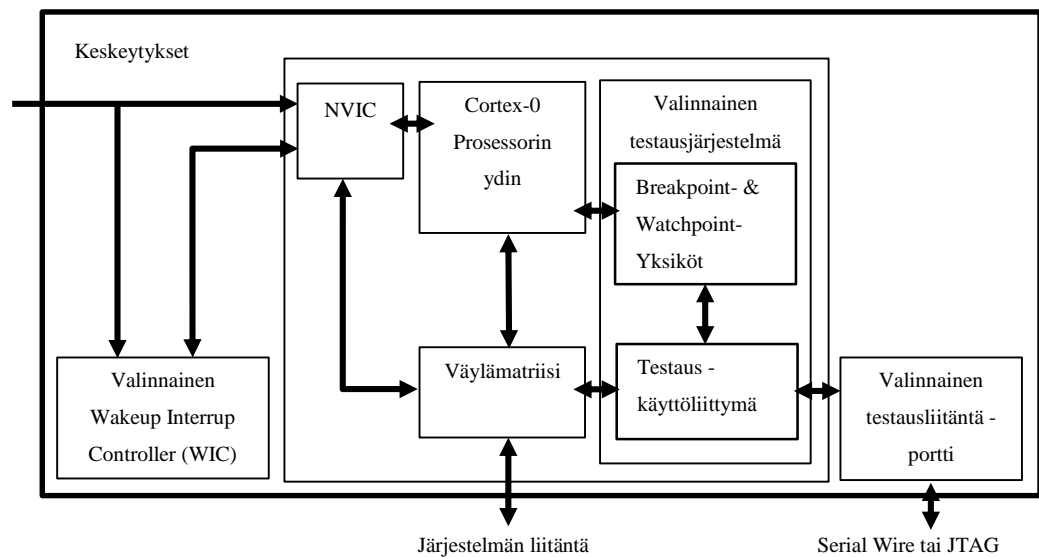 Keskeytykset
NVIC
Cortex-0
Prosessorin
ydin
Valinnainen
testausjärjestelmä
Breakpoint- &
Watchpoint-
Yksiköt
Valinnainen
Wakeup Interrup
Controller (WIC)
Väylämatriisi
Testaus -
käyttöliittymä
Valinnainen
testausliitäntä -
portti
Järjestelmän liitäntä
Serial Wire tai JTAG